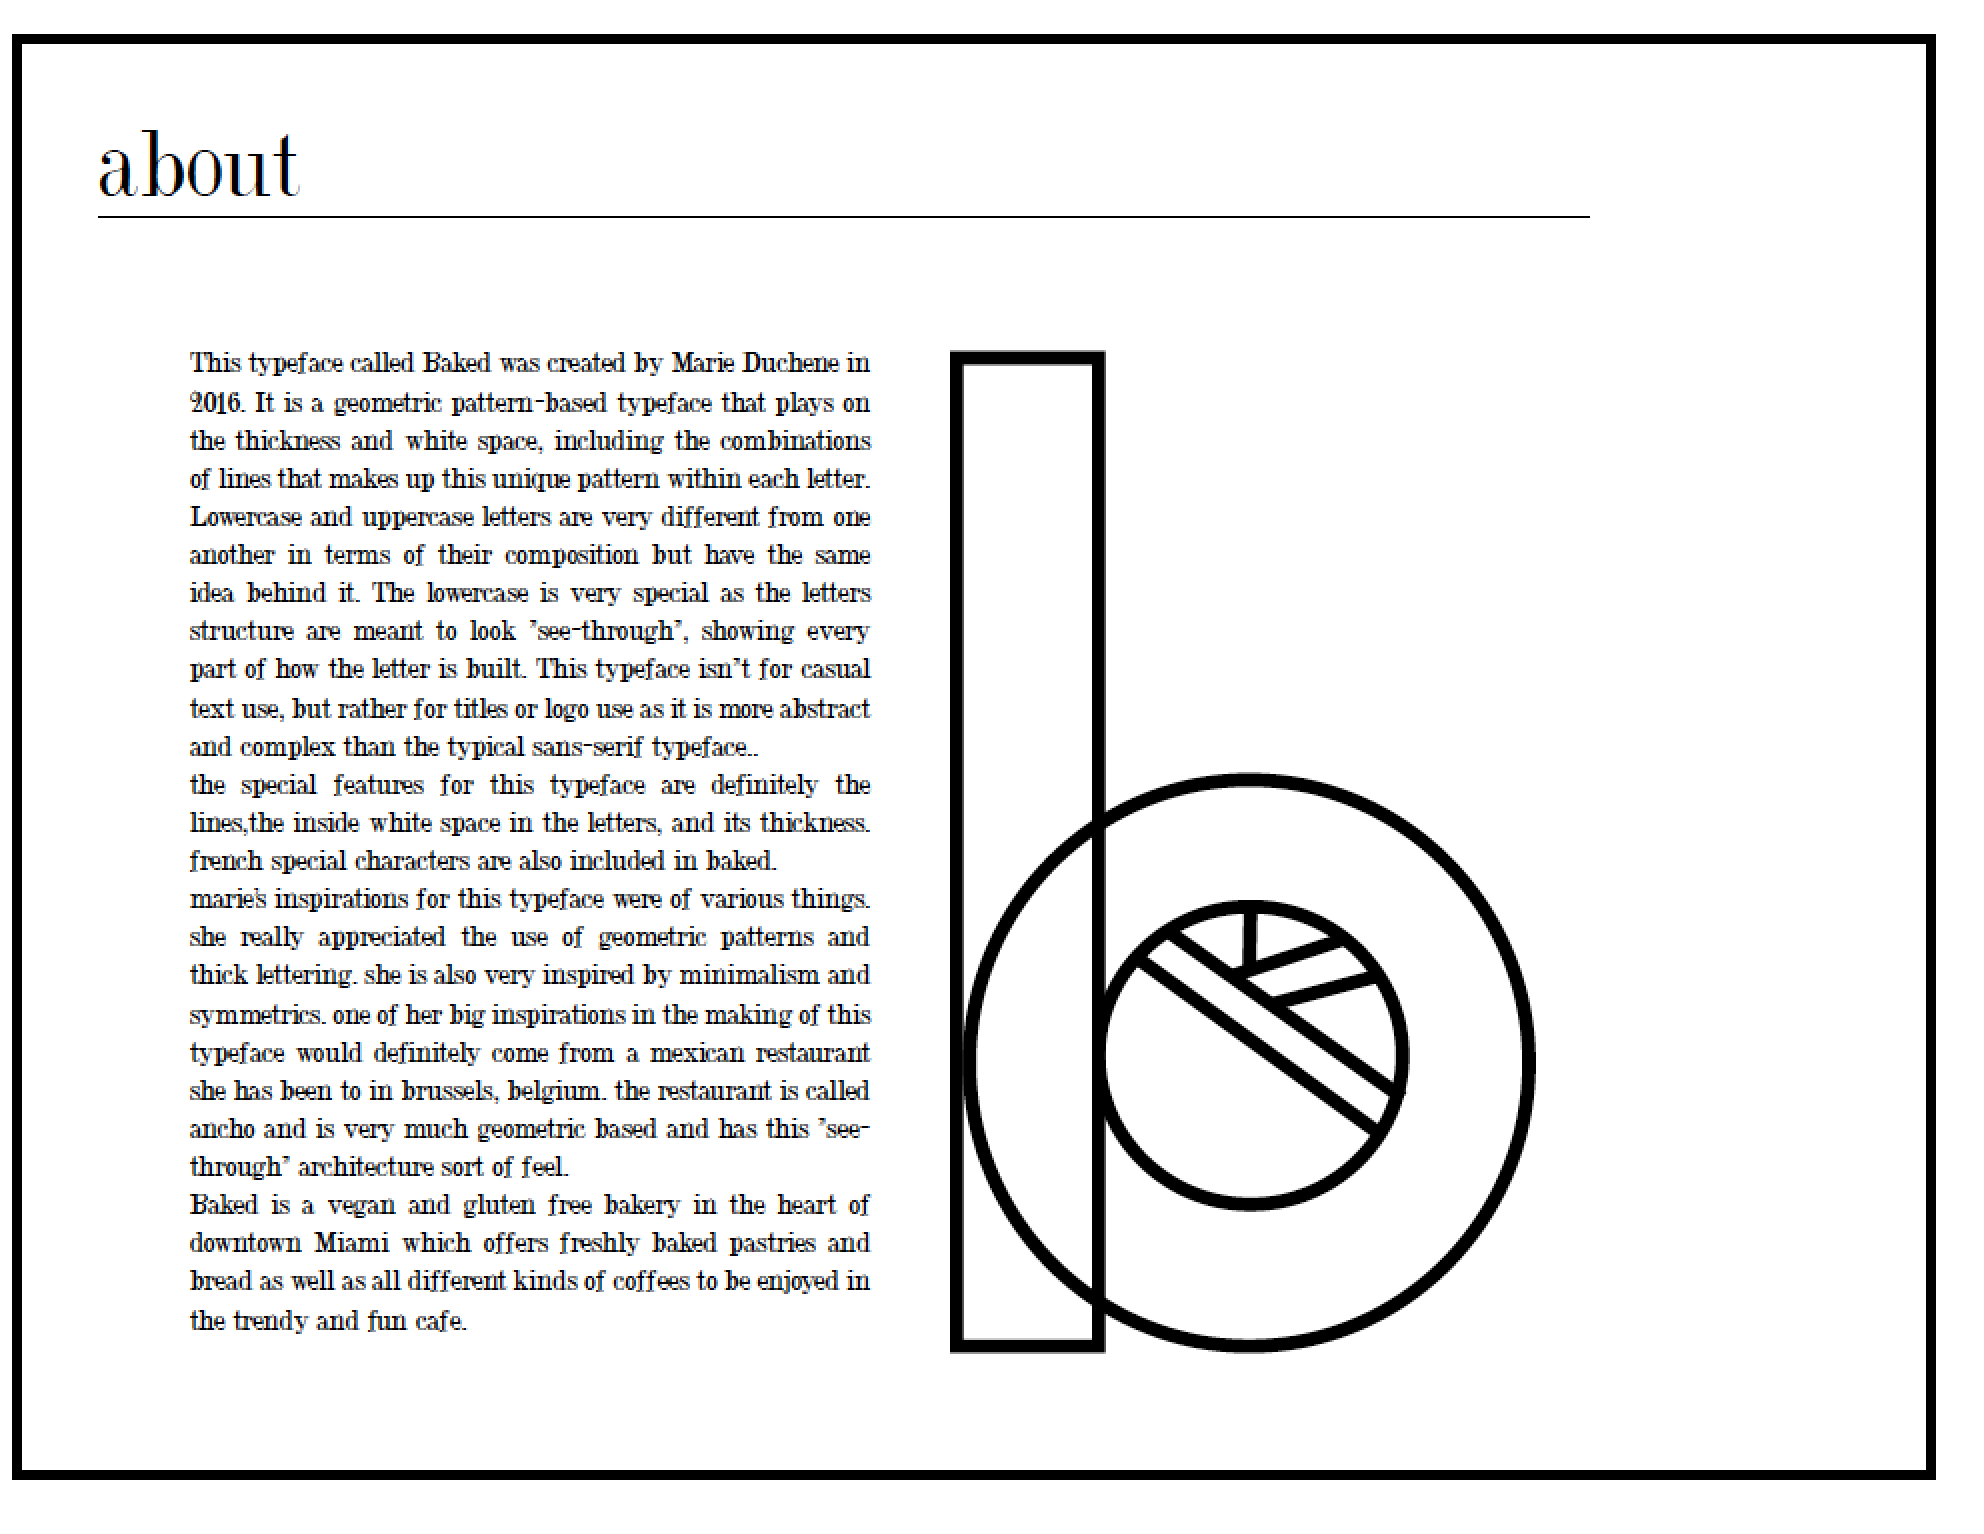 about
This typeface called Baked was created by Marie Duchene in
2016. It is a geometric pattern-based typeface that plays on
the thickness and white space, including the combinations
of lines that makes up this unique pattern within each letter.
Lowercase and uppercase letters are very different from one
another in terms of their composition but have the same
idea behind it. The lowercase is very special as the letters
structure are meant to look ”see-through”, showing every
part of how the letter is built. This typeface isn’t for casual
text use, but rather for titles or logo use as it is more abstract
and complex than the typical sans-serif typeface..
the special features for this typeface are definitely the
lines,the inside white space in the letters, and its thickness.
french special characters are also included in baked.
marie's inspirations for this typeface were of various things.
she really appreciated the use of geometric patterns and
thick lettering. she is also very inspired by minimalism and
symmetrics. one of her big inspirations in the making of this
typeface would definitely come from a mexican restaurant
she has been to in brussels, belgium. the restaurant is called
ancho and is very much geometric based and has this ”see-
through” architecture sort of feel.
Baked is a vegan and gluten free bakery in the heart of
downtown Miami which offers freshly baked pastries and
bread as well as all different kinds of coffees to be enjoyed in
the trendy and fun cafe.
b